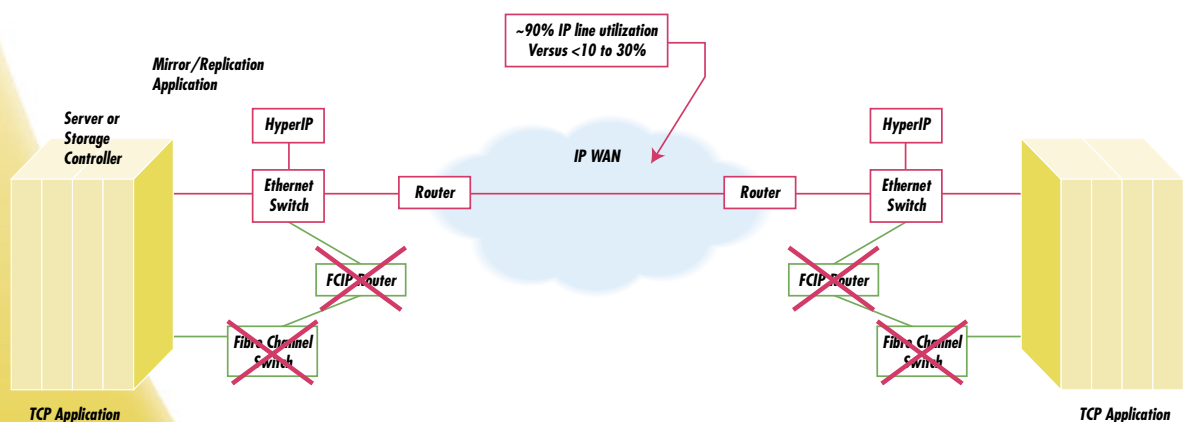 ~90% IP line utilization
Versus <10 to 30%
Mirror/Replication
Application
Server or
Storage
Controller
HyperIP
HyperIP
IP WAN
Ethernet
Switch
Router
Router
Ethernet
Switch
FCIP Router
FCIP Router
Fibre Channel
Switch
Fibre Channel
Switch
TCP Application
TCP Application